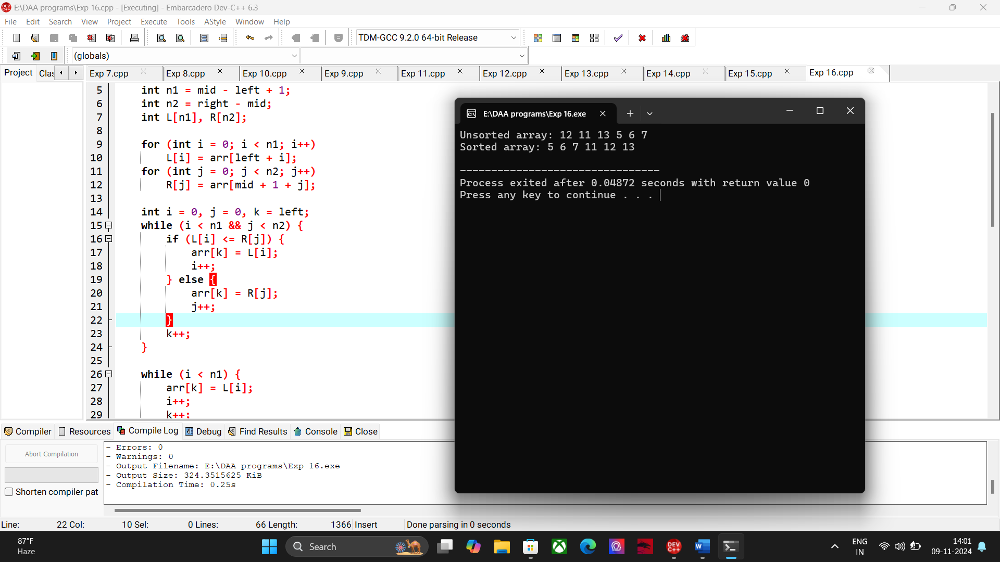 E:\DAA programs\Exp 16.cpp - [Executing] - Embarcadero Dev-C++ 6.3
File Edit Search View Project Execute Tools AStyle Window Help
TDM-GCC 9.2.0 64-bit Release
(globals)
Project Clas Exp 7.cpp Exp 8.cpp Exp 10.cpp Exp 9.cpp Exp 11.cpp Exp 12.cpp Exp 13.cpp Exp 14.cpp Exp 15.cpp Exp 16.cpp
5 int n1 = mid - left + 1;
6 int n2 = right - mid;
7 int L[n1], R[n2];
8
9 for (int i = 0; i < n1; i++)
10 L[i] = arr[left + i];
11 for (int j = 0; j < n2; j++)
12 R[j] = arr[mid + 1 + j];
13
14 int i = 0, j = 0, k = left;
15 while (i < n1 && j < n2) {
16 if (L[i] <= R[j]) {
17 arr[k] = L[i];
18 i++;
19 } else {
20 arr[k] = R[j];
21 j++;
22 }
23 k++;
24 }
25
26 while (i < n1) {
27 arr[k] = L[i];
28 i++;
29 k++;
E:\DAA programs\Exp 16.exe
Unsorted array: 12 11 13 5 6 7
Sorted array: 5 6 7 11 12 13
--------------------------------
Process exited after 0.04872 seconds with return value 0
Press any key to continue . . .
Compiler Resources Compile Log Debug Find Results Console Close
Abort Compilation
Shorten compiler pat
- Errors: 0
- Warnings: 0
- Output Filename: E:\DAA programs\Exp 16.exe
- Output Size: 324.3515625 KiB
- Compilation Time: 0.25s
Line: 22 Col: 10 Sel: 0 Lines: 66 Length: 1366 Insert Done parsing in 0 seconds
87°F
Haze
Search
DEV C++
ENG
IN
14:01
09-11-2024